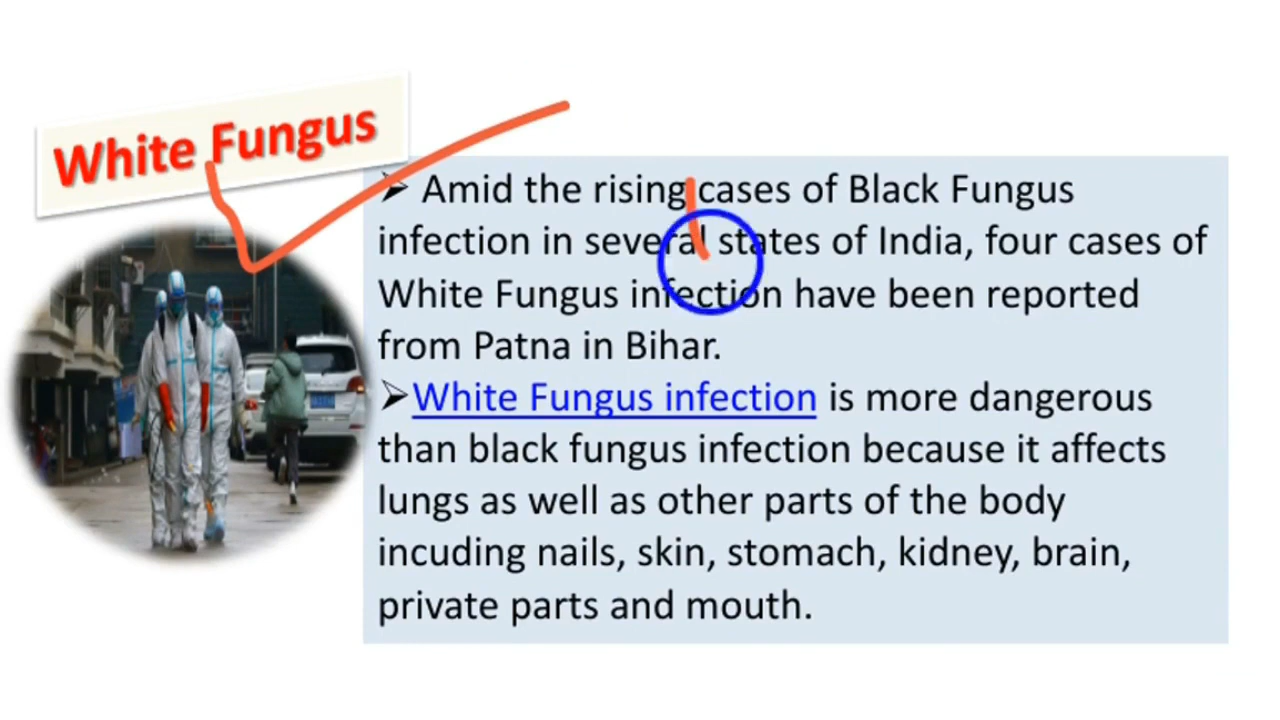 White Fungus
➢ Amid the rising cases of Black Fungus
infection in several states of India, four cases of
White Fungus infection have been reported
from Patna in Bihar.
➢White Fungus infection is more dangerous
than black fungus infection because it affects
lungs as well as other parts of the body
incuding nails, skin, stomach, kidney, brain,
private parts and mouth.